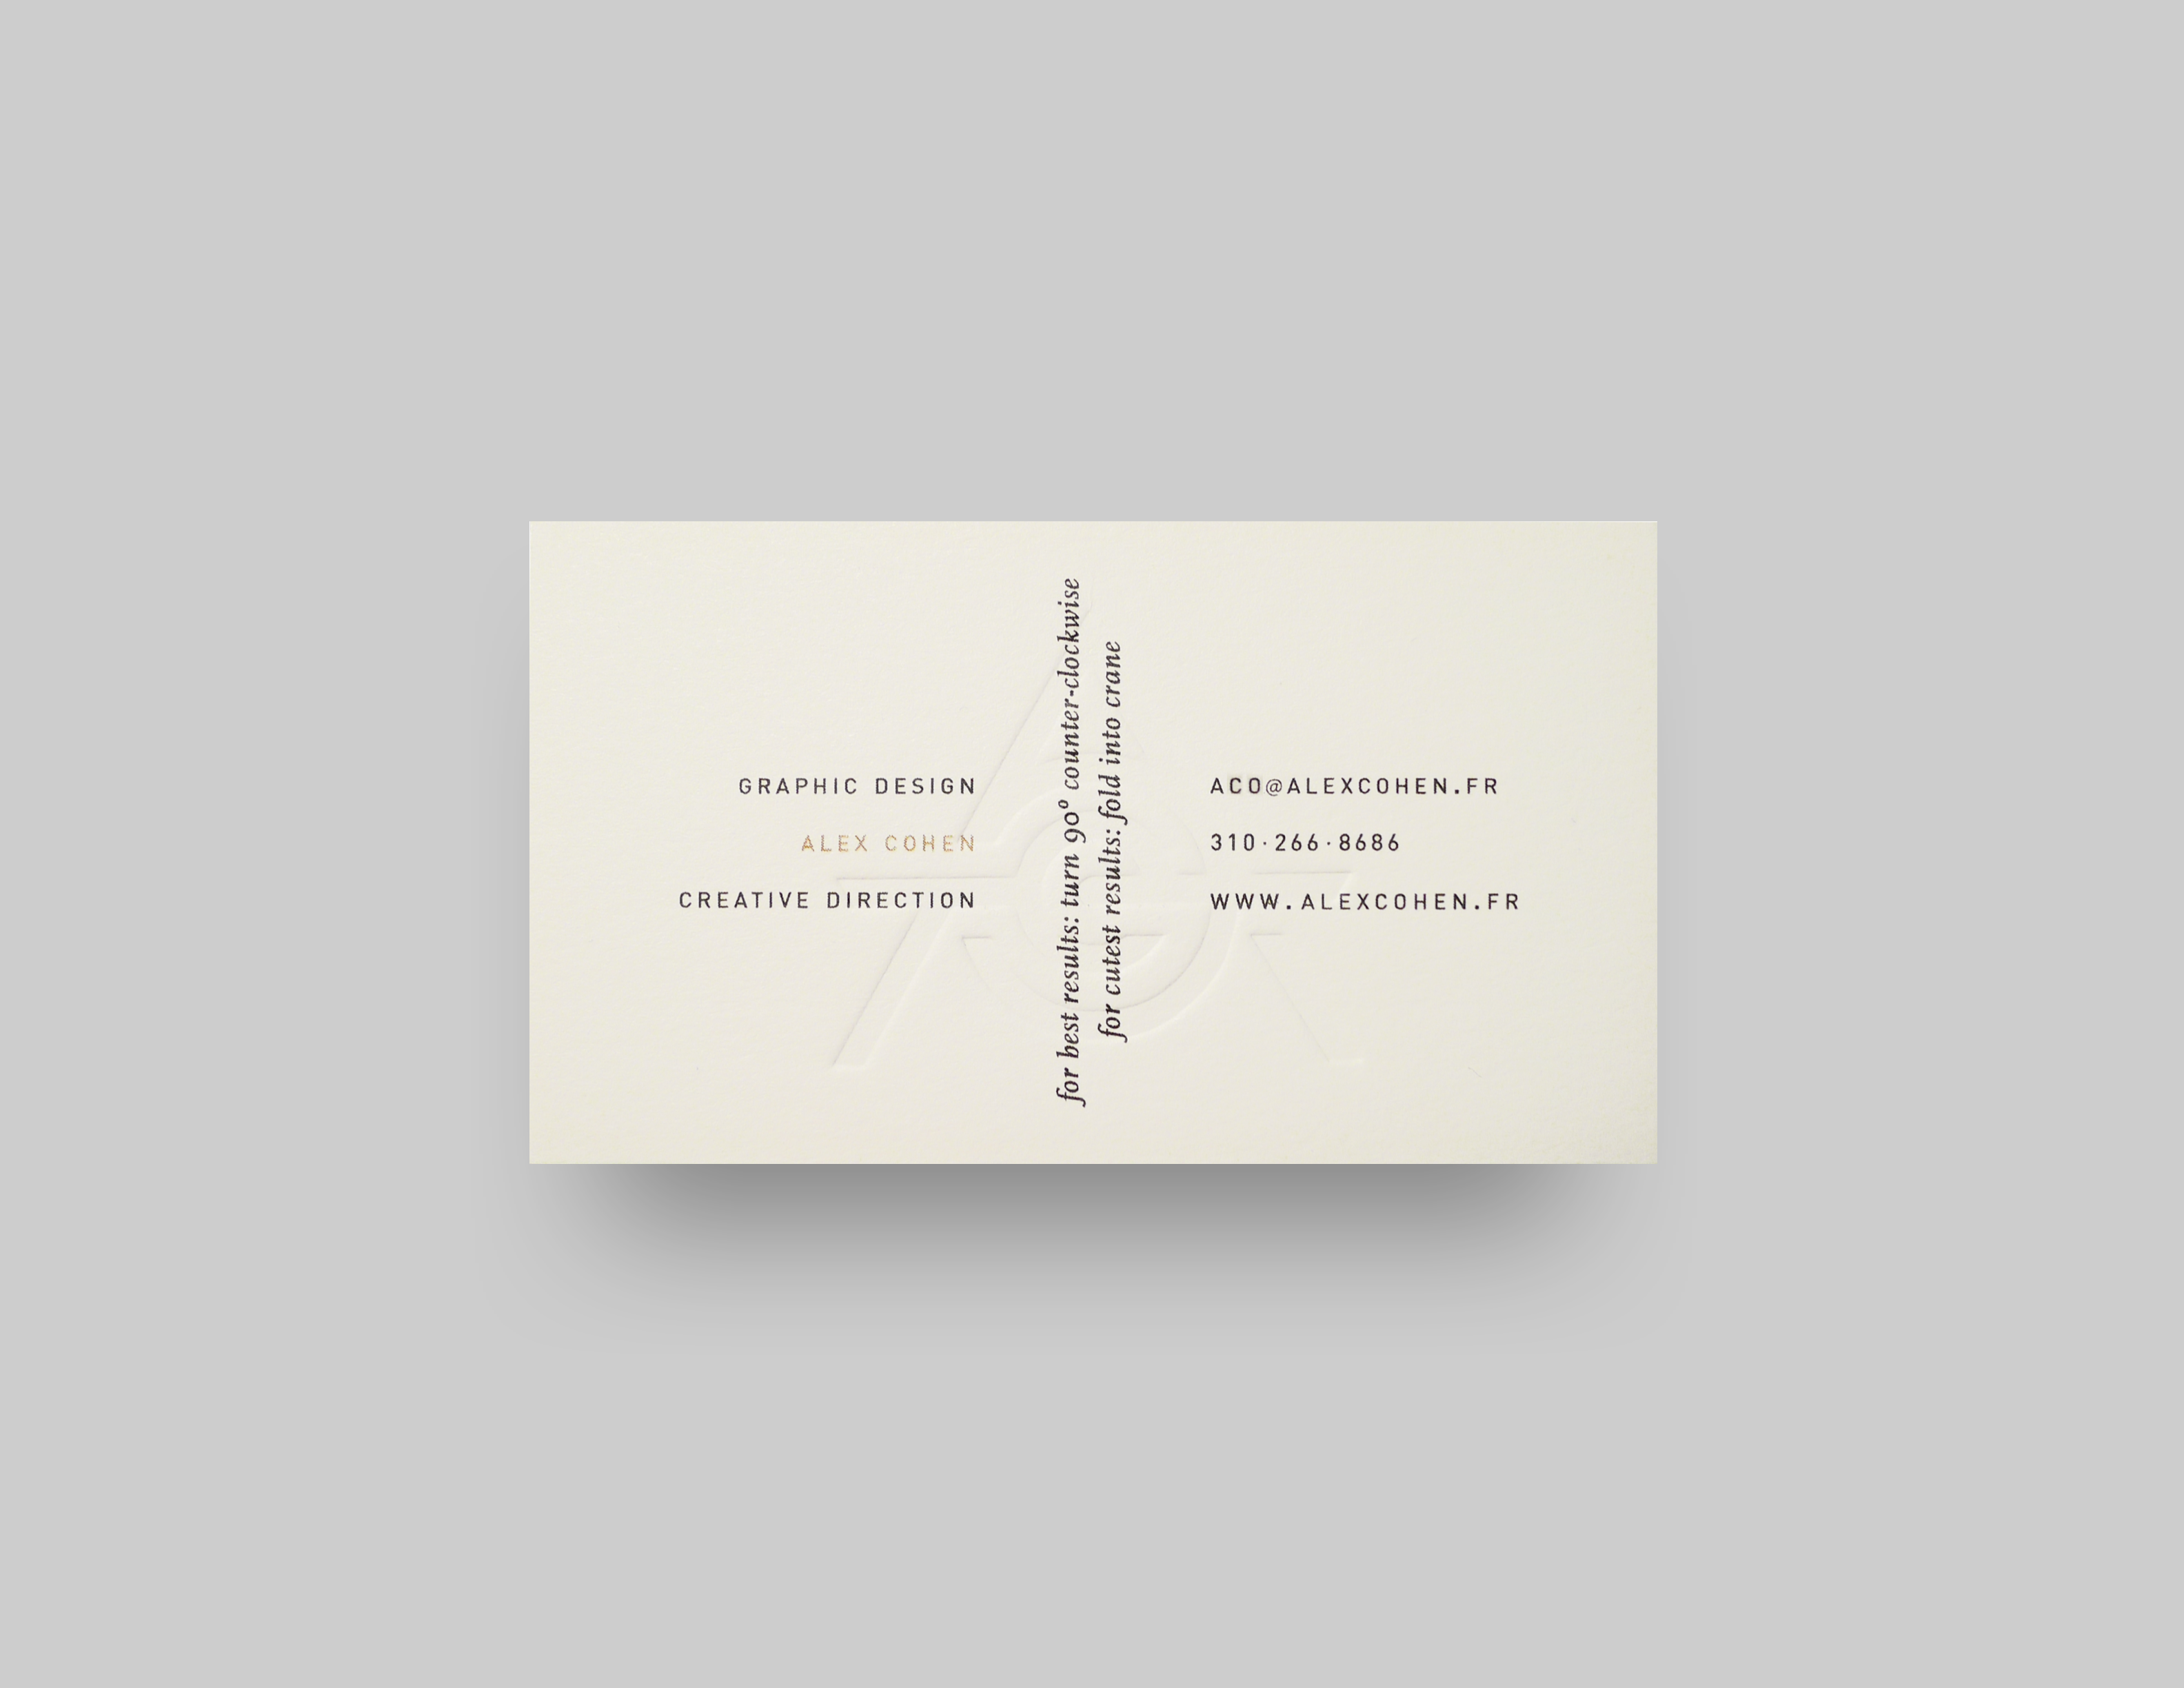 GRAPHIC DESIGN
ALEX COHEN
CREATIVE DIRECTION
for best results: turn 90° counter-clockwise
for cutest results: fold into crane
ACO@ALEXCOHEN.FR
310·266·8686
WWW.ALEXCOHEN.FR